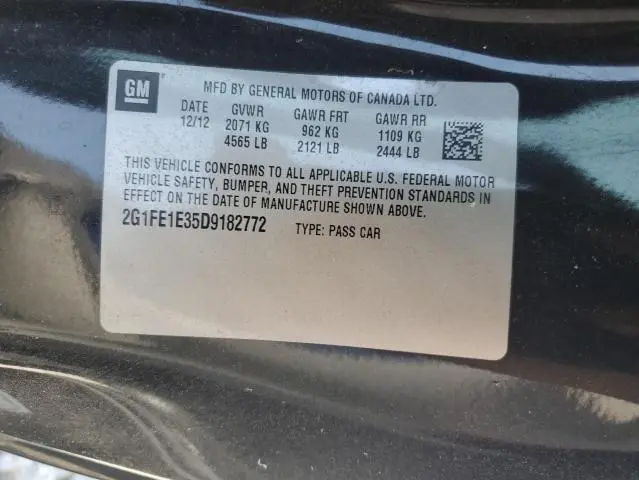 GM
MFD BY GENERAL MOTORS OF CANADA LTD.
DATE GVWR GAWR FRT GAWR RR
12/12 2071 KG 962 KG 1109 KG
4565 LB 2121 LB 2444 LB
THIS VEHICLE CONFORMS TO ALL APPLICABLE U.S. FEDERAL MOTOR
VEHICLE SAFETY, BUMPER, AND THEFT PREVENTION STANDARDS IN
EFFECT ON THE DATE OF MANUFACTURE SHOWN ABOVE.
2G1FE1E35D9182772 TYPE: PASS CAR